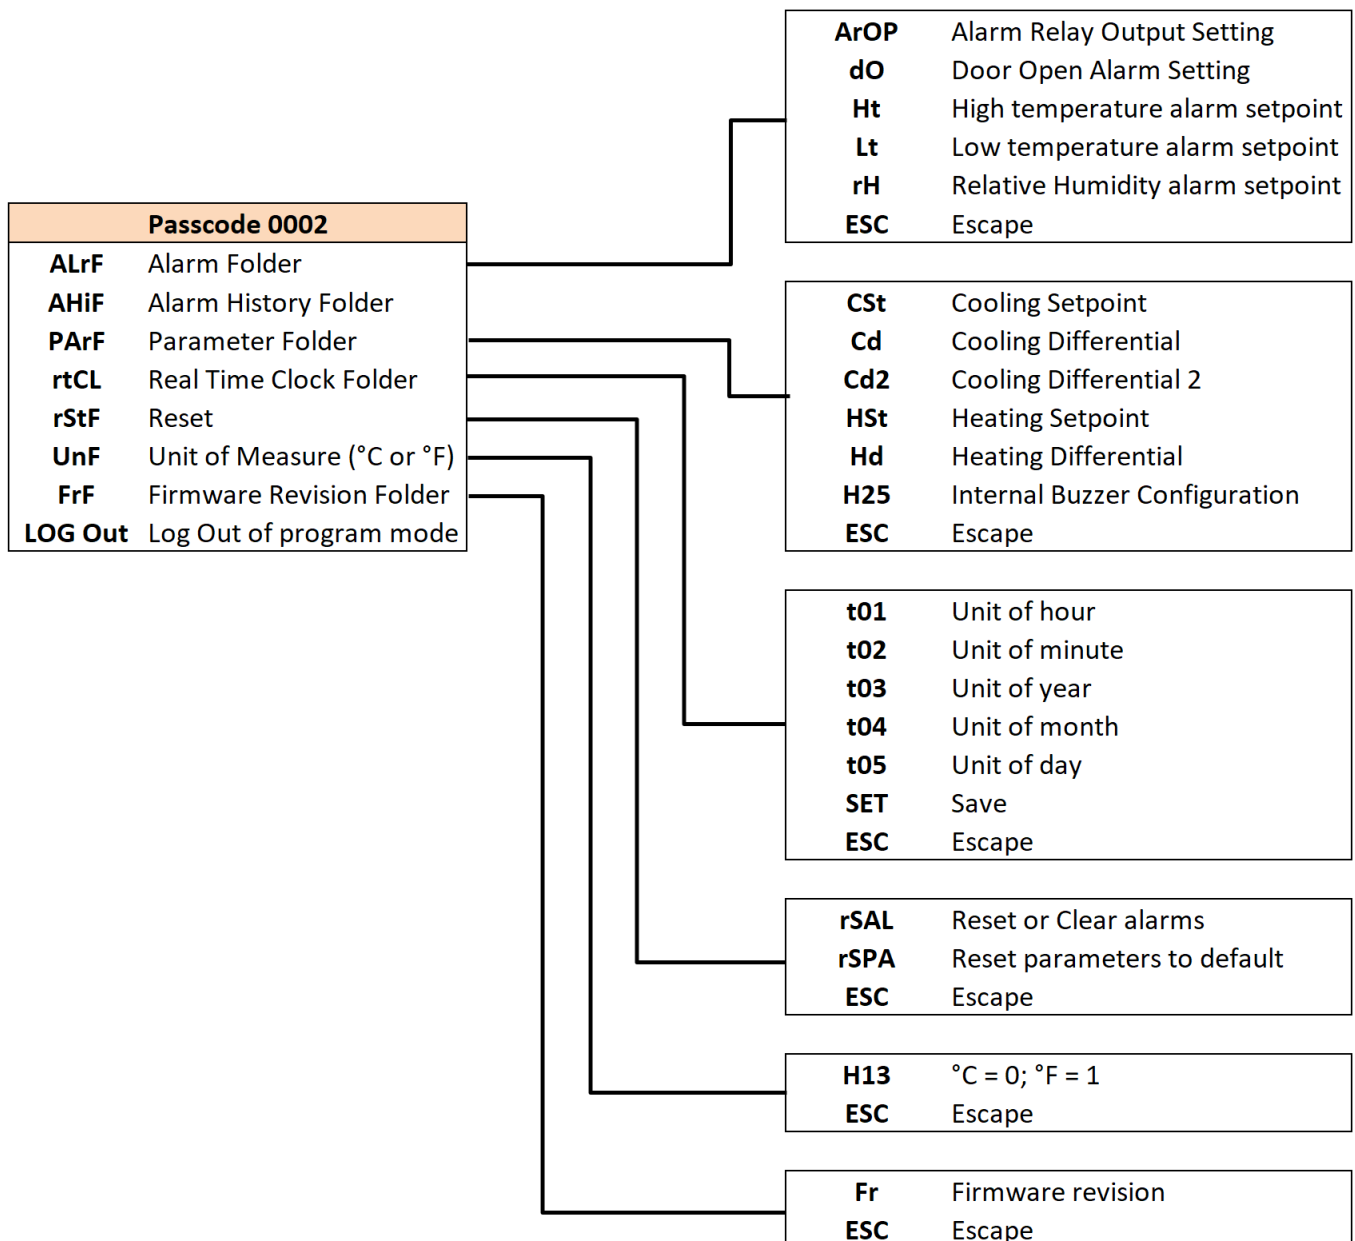 Passcode 0002
ALrF Alarm Folder
AHiF Alarm History Folder
PArF Parameter Folder
rtCL Real Time Clock Folder
rStF Reset
UnF Unit of Measure (°C or °F)
FrF Firmware Revision Folder
LOG Out Log Out of program mode
ArOP Alarm Relay Output Setting
dO Door Open Alarm Setting
Ht High temperature alarm setpoint
Lt Low temperature alarm setpoint
rH Relative Humidity alarm setpoint
ESC Escape
CSt Cooling Setpoint
Cd Cooling Differential
Cd2 Cooling Differential 2
HSt Heating Setpoint
Hd Heating Differential
H25 Internal Buzzer Configuration
ESC Escape
t01 Unit of hour
t02 Unit of minute
t03 Unit of year
t04 Unit of month
t05 Unit of day
SET Save
ESC Escape
rSAL Reset or Clear alarms
rSPA Reset parameters to default
ESC Escape
H13 °C = 0; °F = 1
ESC Escape
Fr Firmware revision
ESC Escape